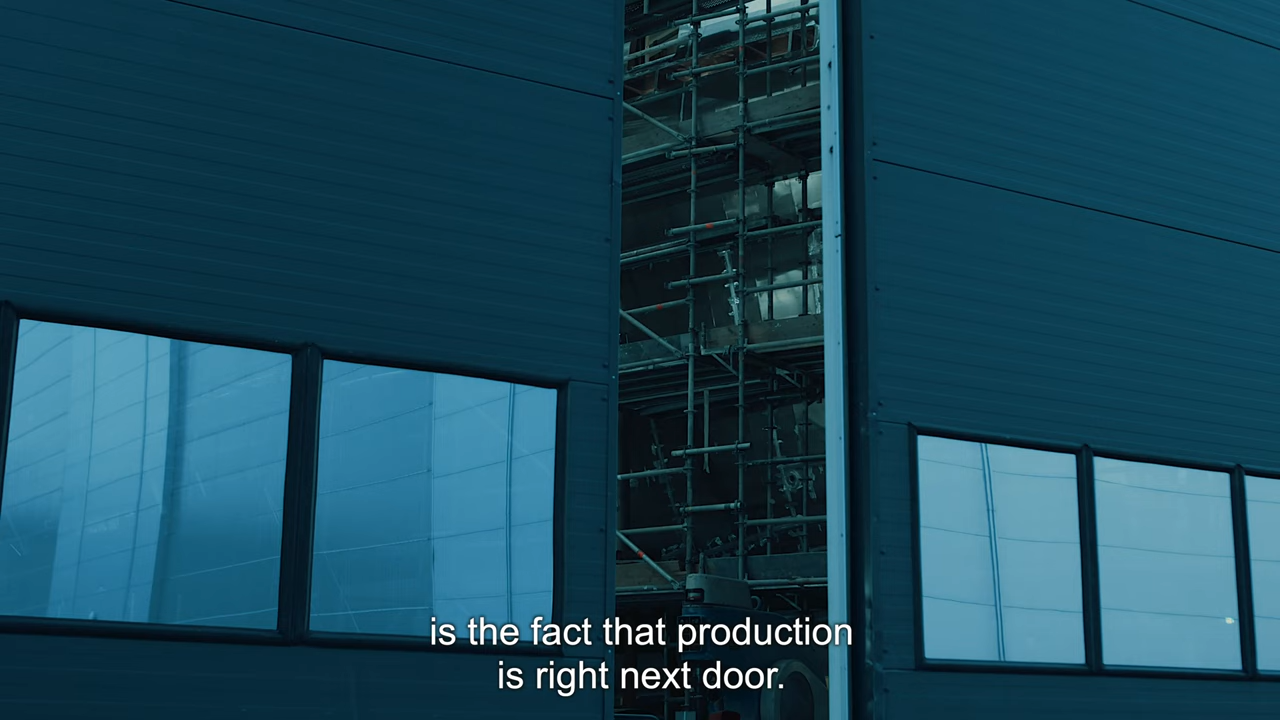 is the fact that production
is right next door.